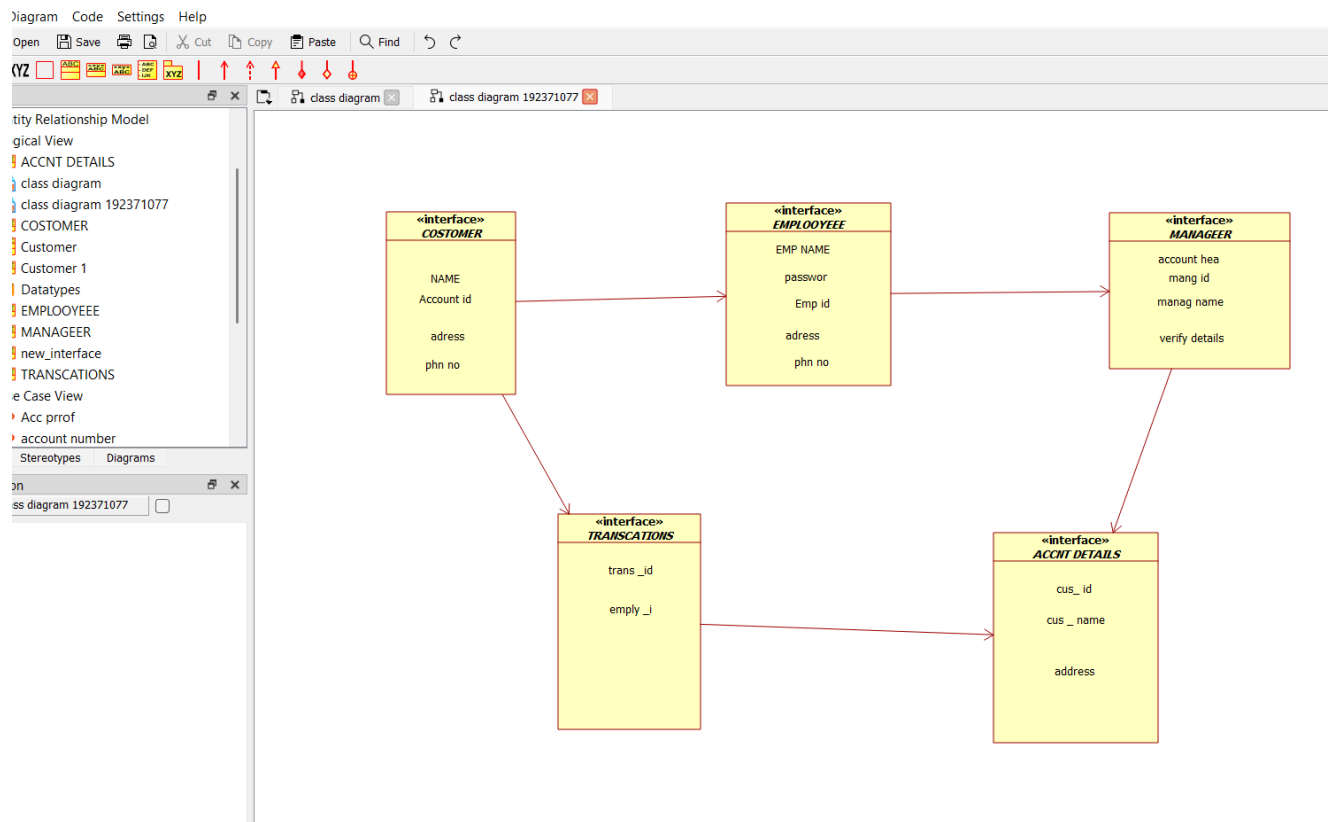 Diagram Code Settings Help
Open Save Cut Copy Paste Find
XYZ ABC XYZ
class diagram class diagram 192371077
tity Relationship Model
gical View
ACCNT DETAILS
class diagram
class diagram 192371077
COSTOMER
Customer
Customer 1
Datatypes
EMPLOOYEEE
MANAGEER
new_interface
TRANSCATIONS
e Case View
Acc prrof
account number
Stereotypes Diagrams
on
ss diagram 192371077
«interface»
COSTOMER
NAME
Account id
adress
phn no
«interface»
EMPLOOYEEE
EMP NAME
passwor
Emp id
adress
phn no
«interface»
MANAGEER
account hea
mang id
manag name
verify details
«interface»
TRANSCATIONS
trans _id
emply _i
«interface»
ACCNT DETAILS
cus_ id
cus _ name
address